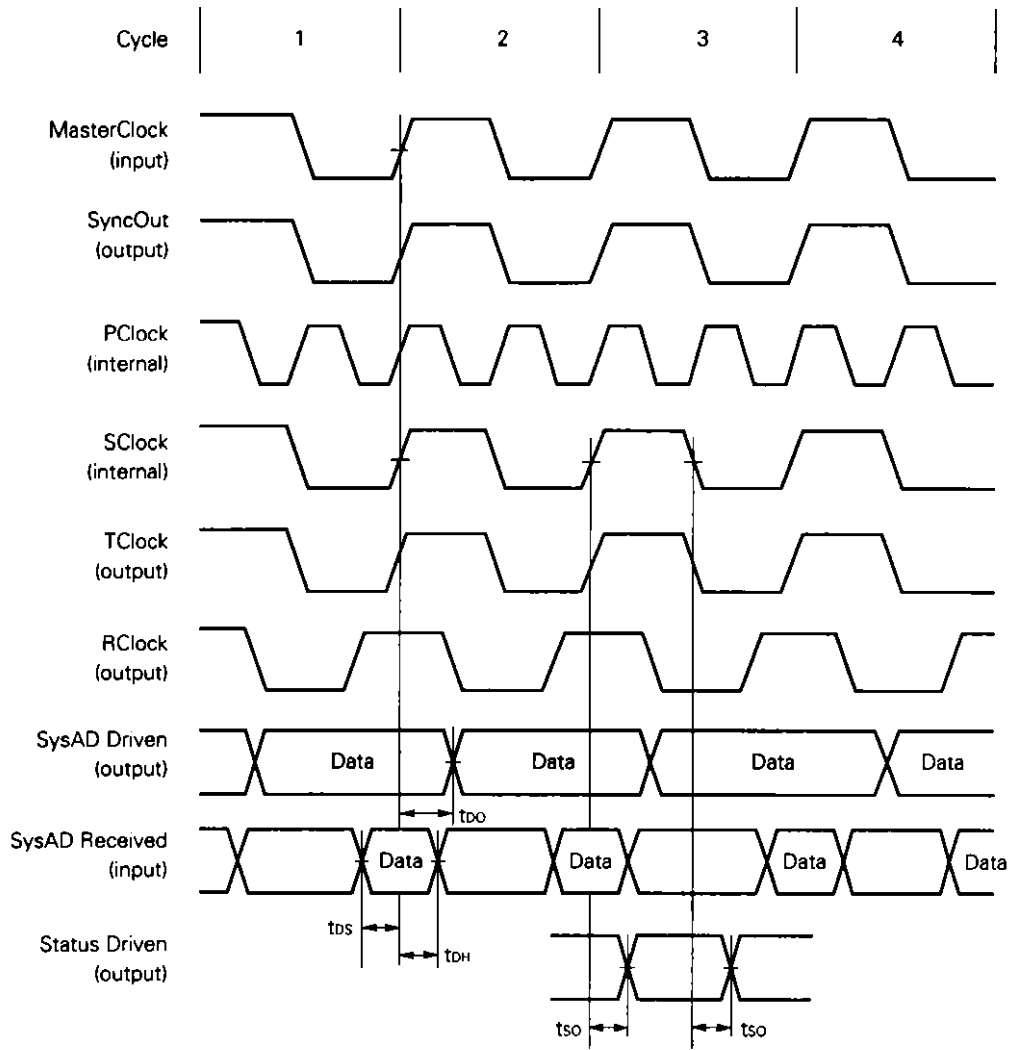 Cycle 1 2 3 4
MasterClock
(input)
SyncOut
(output)
PClock
(internal)
SClock
(internal)
TClock
(output)
RClock
(output)
SysAD Driven
(output)
Data Data Data Data
tDO
SysAD Received
(input)
Data Data Data Data
tDS
tDH
Status Driven
(output)
tSO tSO